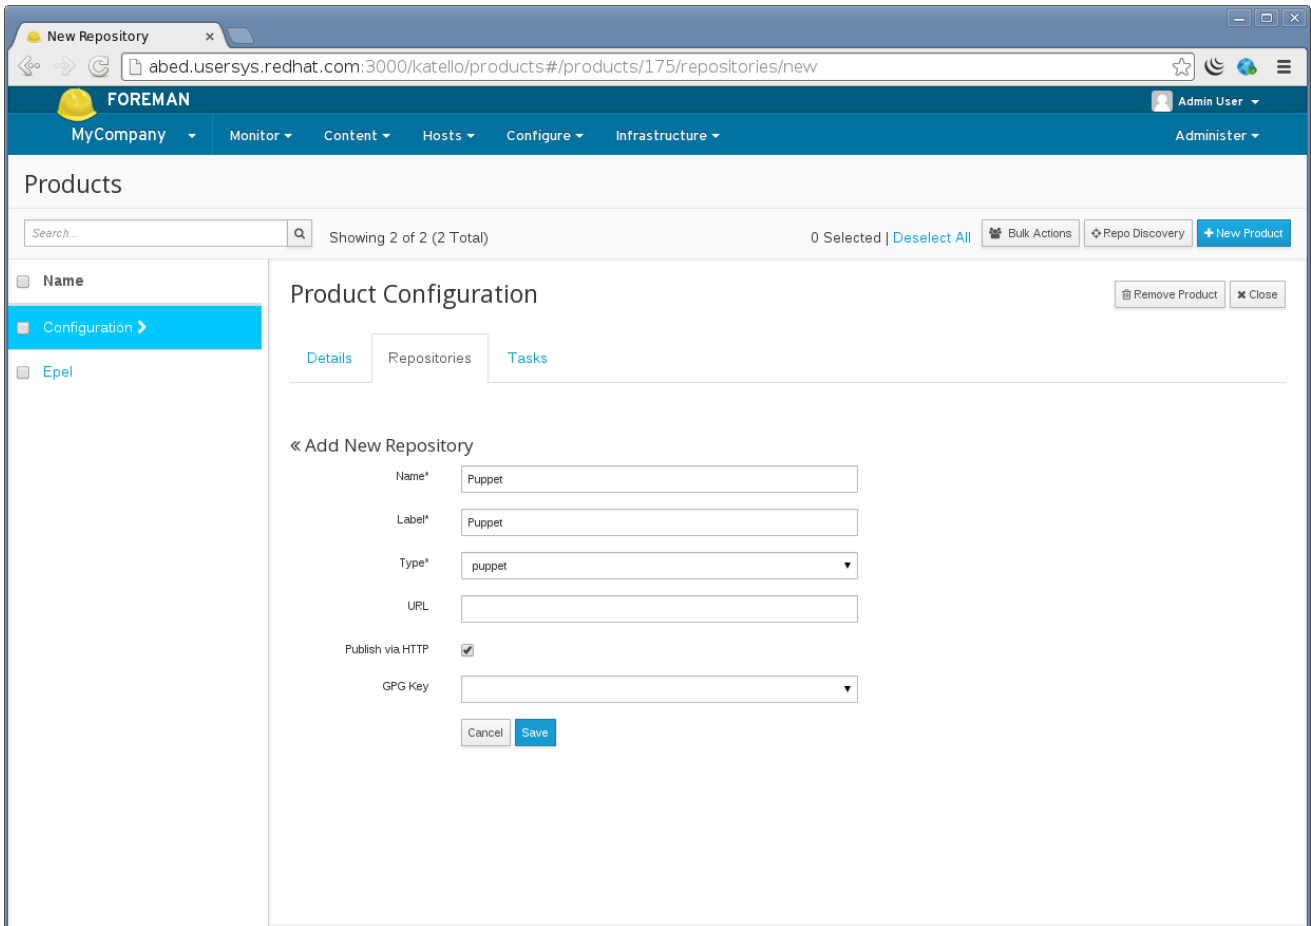 New Repository
abed.usersys.redhat.com:3000/katello/products#/products/175/repositories/new
FOREMAN
Admin User
MyCompany Monitor Content Hosts Configure Infrastructure Administer
Products
Search...
Showing 2 of 2 (2 Total)
0 Selected | Deselect All
Bulk Actions
Repo Discovery
+ New Product
Name
Configuration
Epel
Product Configuration
Remove Product
Close
Details Repositories Tasks
« Add New Repository
Name* Puppet
Label* Puppet
Type* puppet
URL
Publish via HTTP
GPG Key
Cancel Save